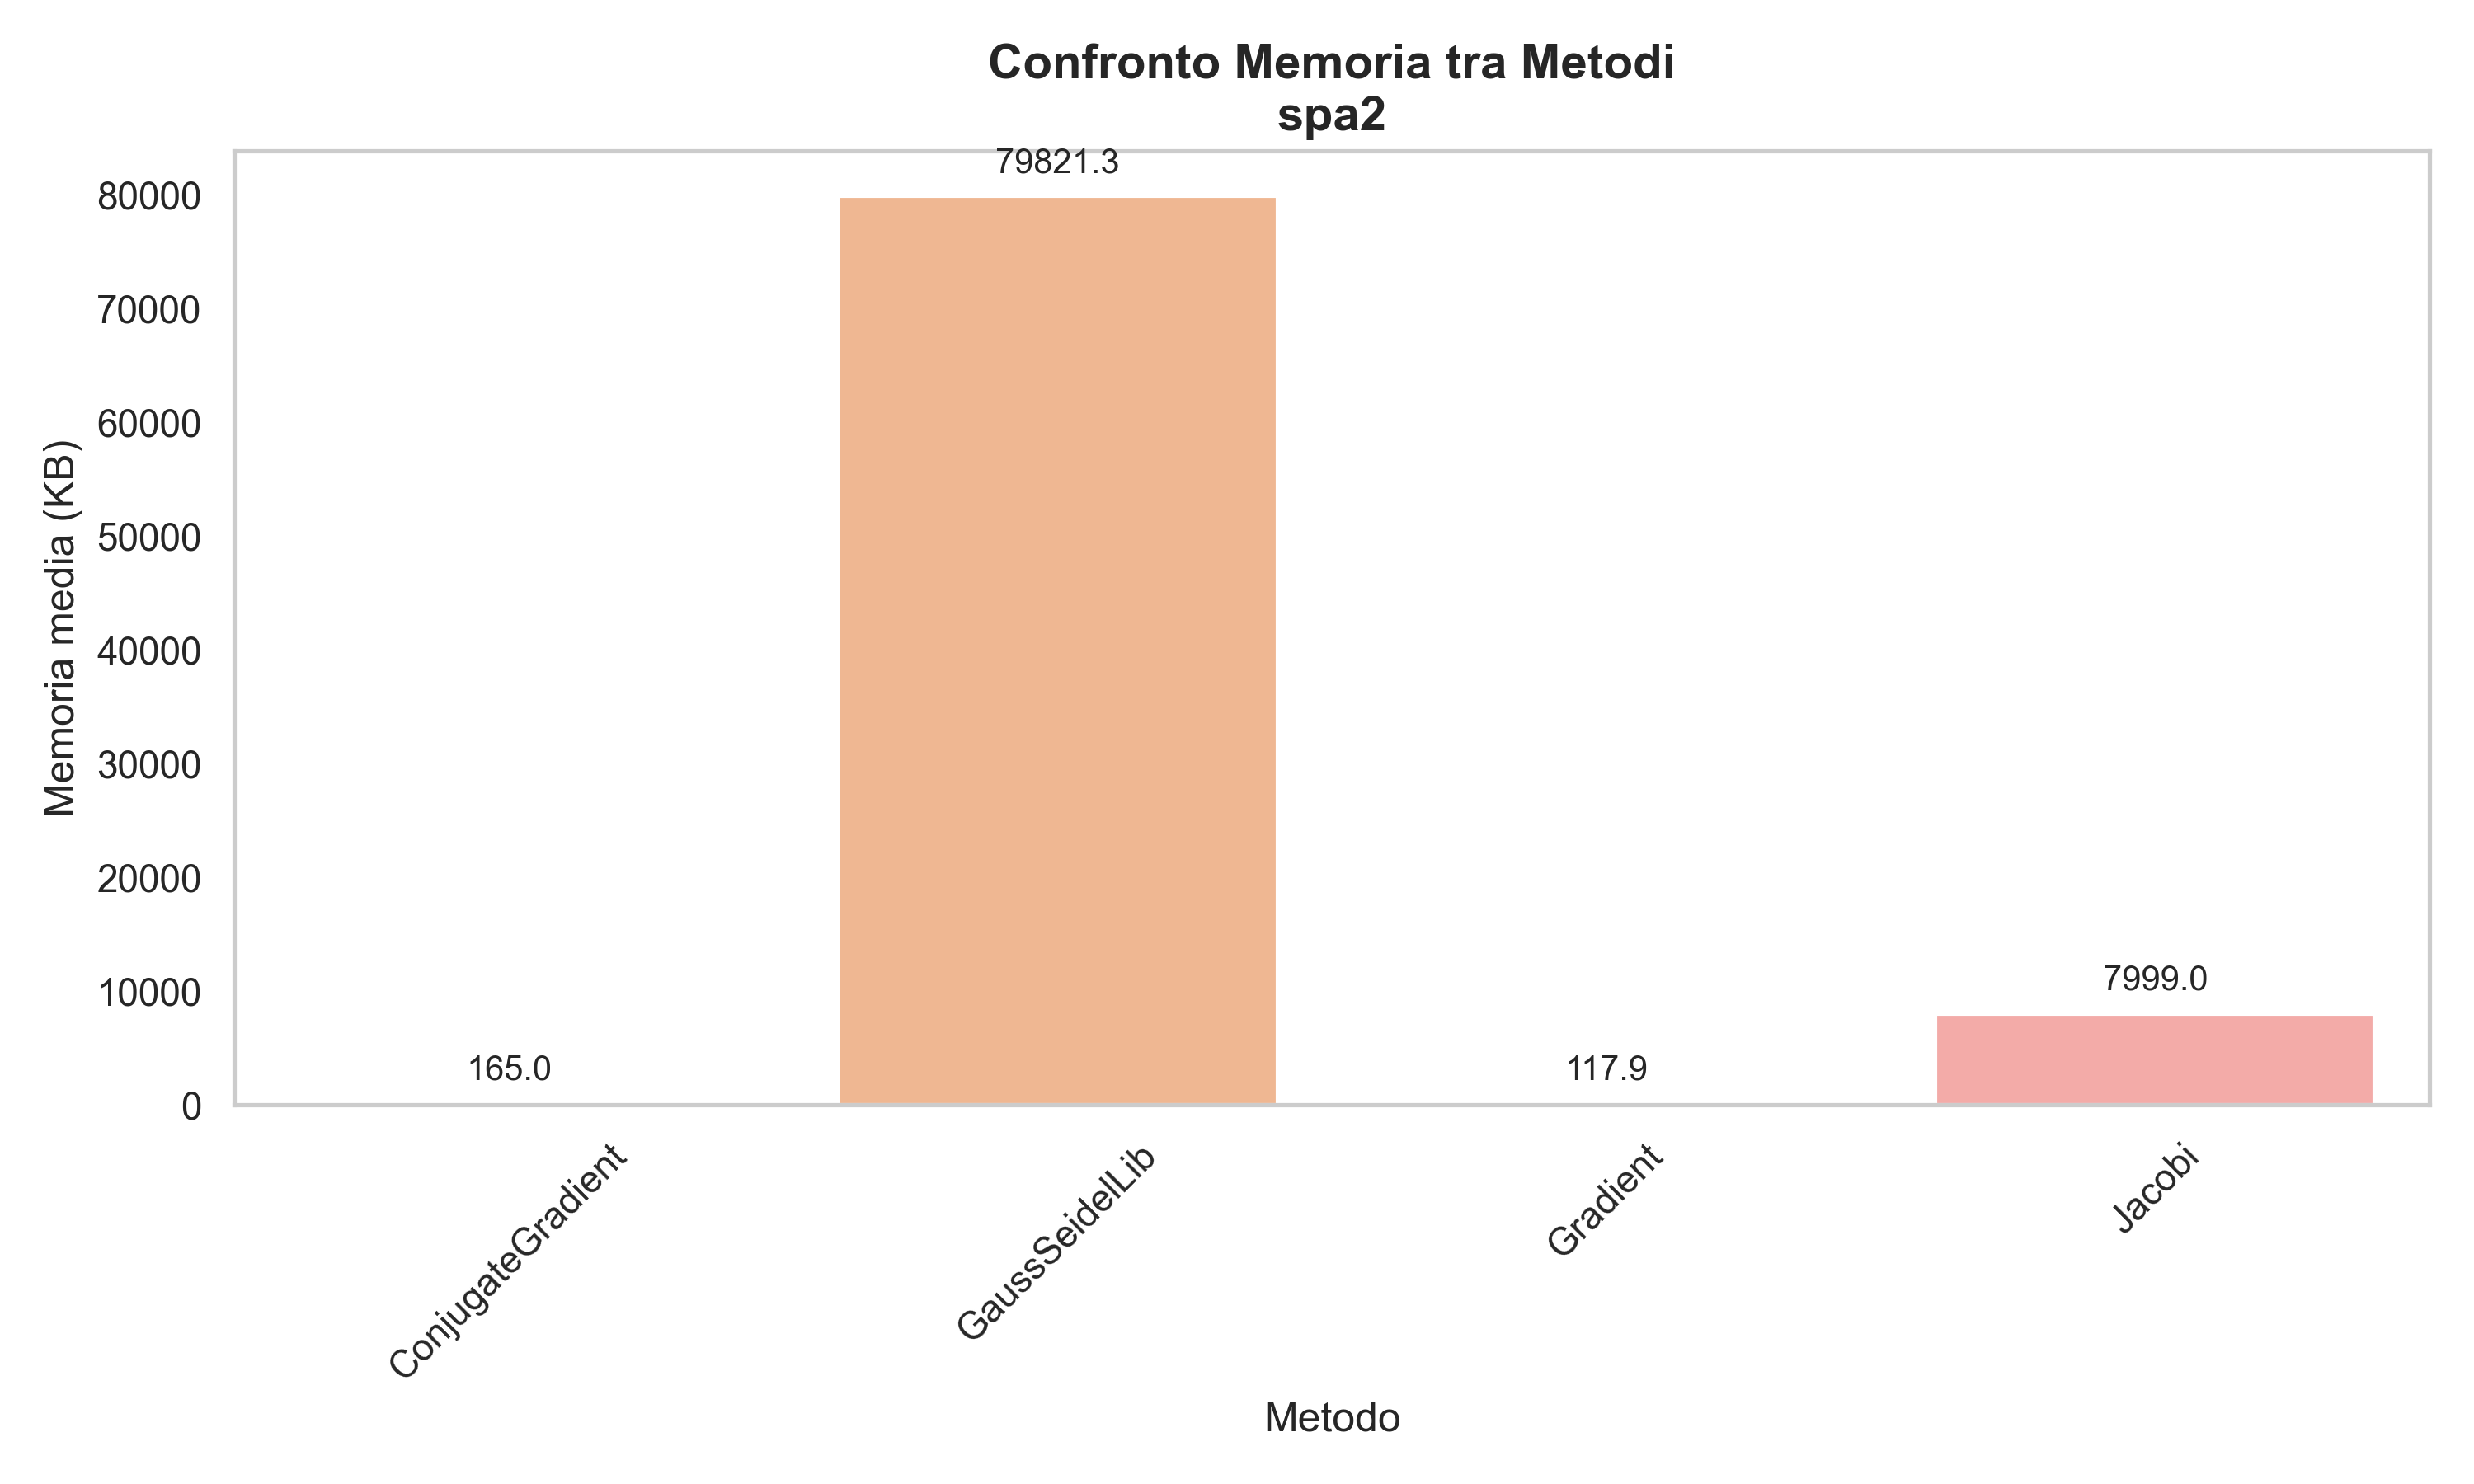 Confronto Memoria tra Metodi
spa2
Memoria media (KB)
80000
70000
60000
50000
40000
30000
20000
10000
0
165.0
79821.3
117.9
7999.0
ConjugateGradient
GaussSeidelLib
Gradient
Jacobi
Metodo